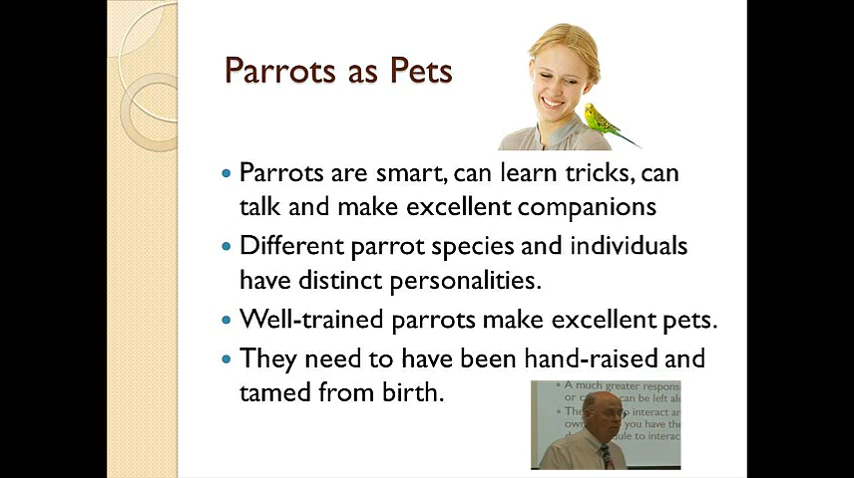 Parrots as Pets
• Parrots are smart, can learn tricks, can
talk and make excellent companions
• Different parrot species and individuals
have distinct personalities.
• Well-trained parrots make excellent pets.
• They need to have been hand-raised and
tamed from birth.
• A much greater respons
or can be left al
• The o interact ar
own you have the
d ule to interac